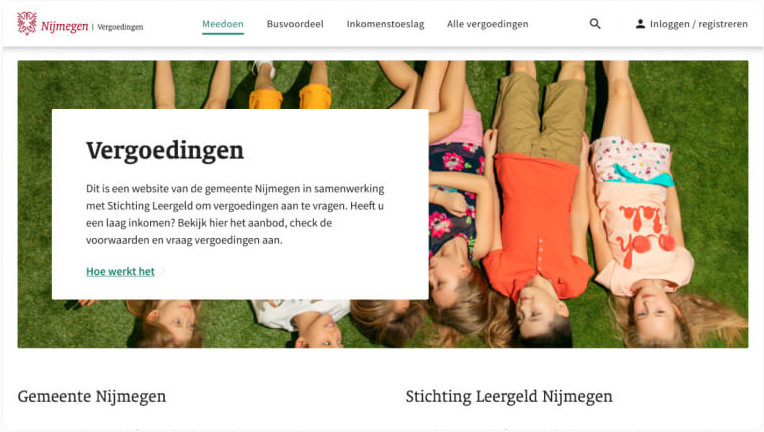 Nijmegen | Vergoedingen
Meedoen
Busvoordeel
Inkomenstoeslag
Alle vergoedingen
Inloggen / registreren
Vergoedingen
Dit is een website van de gemeente Nijmegen in samenwerking
met Stichting Leergeld om vergoedingen aan te vragen. Heeft u
een laag inkomen? Bekijk hier het aanbod, check de
voorwaarden en vraag vergoedingen aan.
Hoe werkt het
Gemeente Nijmegen
Stichting Leergeld Nijmegen